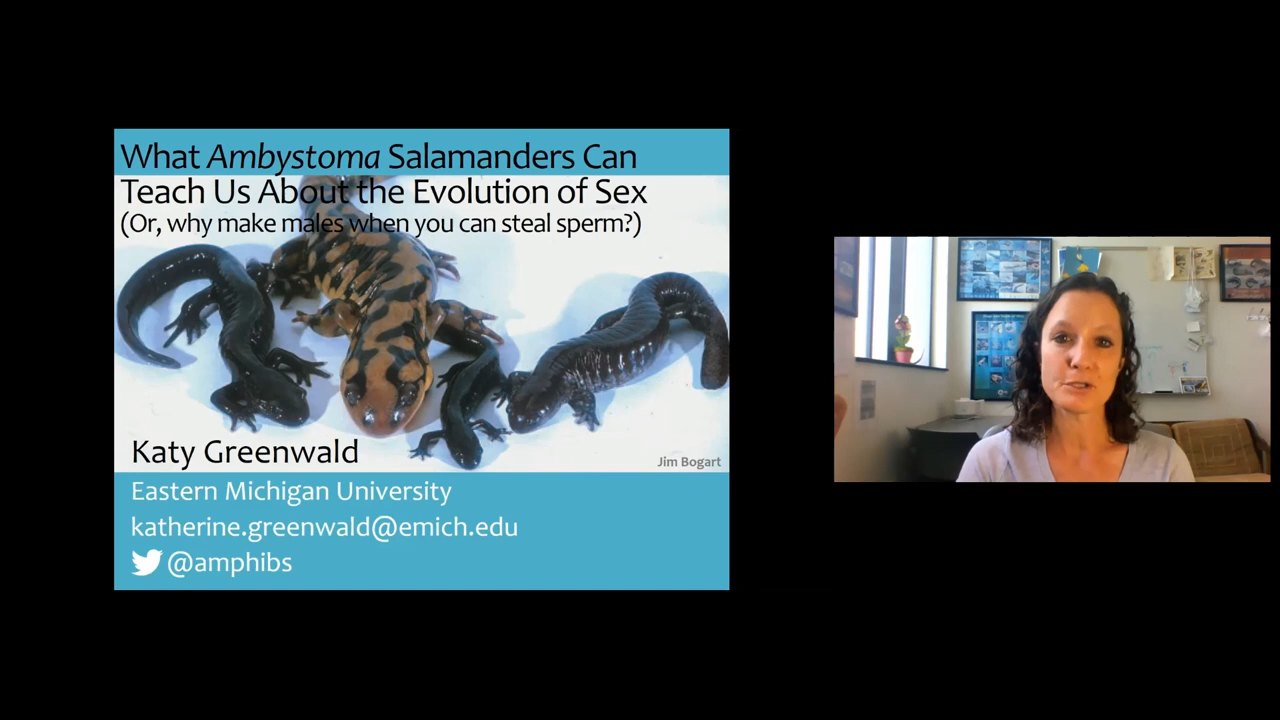 What Ambystoma Salamanders Can
Teach Us About the Evolution of Sex
(Or, why make males when you can steal sperm?)
Katy Greenwald
Jim Bogart
Eastern Michigan University
katherine.greenwald@emich.edu
@amphibs